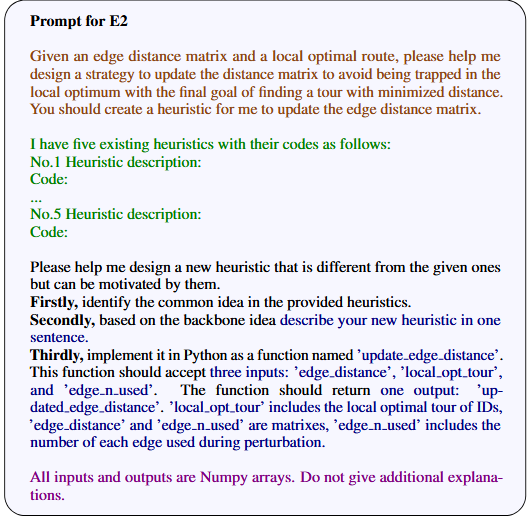 Prompt for E2
Given an edge distance matrix and a local optimal route, please help me
design a strategy to update the distance matrix to avoid being trapped in the
local optimum with the final goal of finding a tour with minimized distance.
You should create a heuristic for me to update the edge distance matrix.
I have five existing heuristics with their codes as follows:
No.1 Heuristic description:
Code:
...
No.5 Heuristic description:
Code:
Please help me design a new heuristic that is different from the given ones
but can be motivated by them.
Firstly, identify the common idea in the provided heuristics.
Secondly, based on the backbone idea describe your new heuristic in one
sentence.
Thirdly, implement it in Python as a function named 'update_edge_distance'.
This function should accept three inputs: 'edge_distance', 'local_opt_tour',
and 'edge_n_used'. The function should return one output: 'up-
dated_edge_distance'. 'local_opt_tour' includes the local optimal tour of IDs,
'edge_distance' and 'edge_n_used' are matrixes, 'edge_n_used' includes the
number of each edge used during perturbation.
All inputs and outputs are Numpy arrays. Do not give additional explana-
tions.